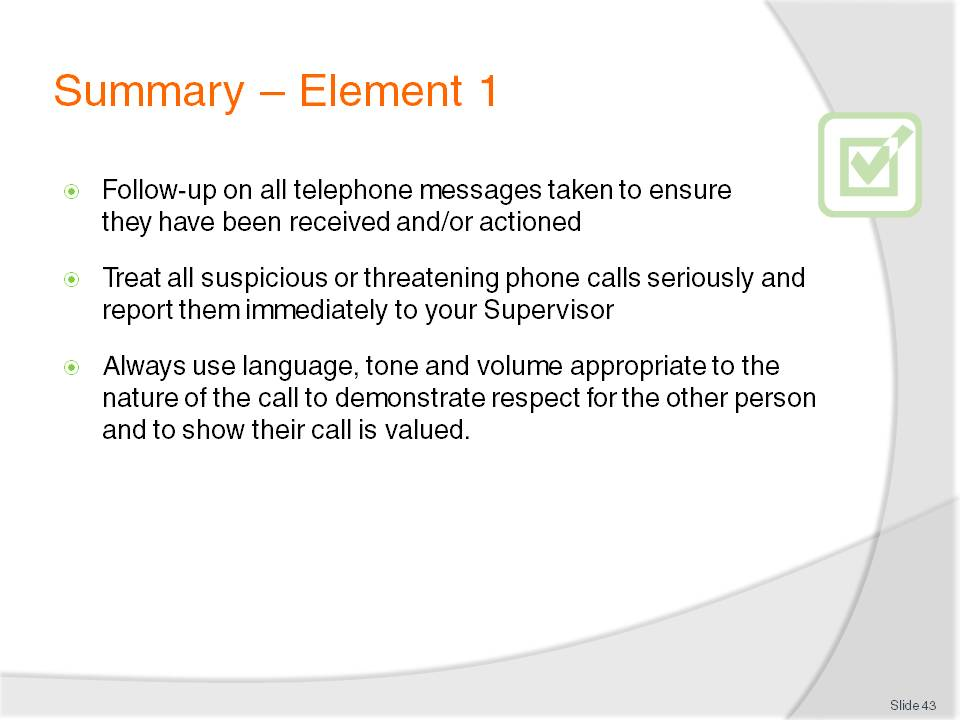 Summary – Element 1
Follow-up on all telephone messages taken to ensure
they have been received and/or actioned
Treat all suspicious or threatening phone calls seriously and
report them immediately to your Supervisor
Always use language, tone and volume appropriate to the
nature of the call to demonstrate respect for the other person
and to show their call is valued.
Slide 43